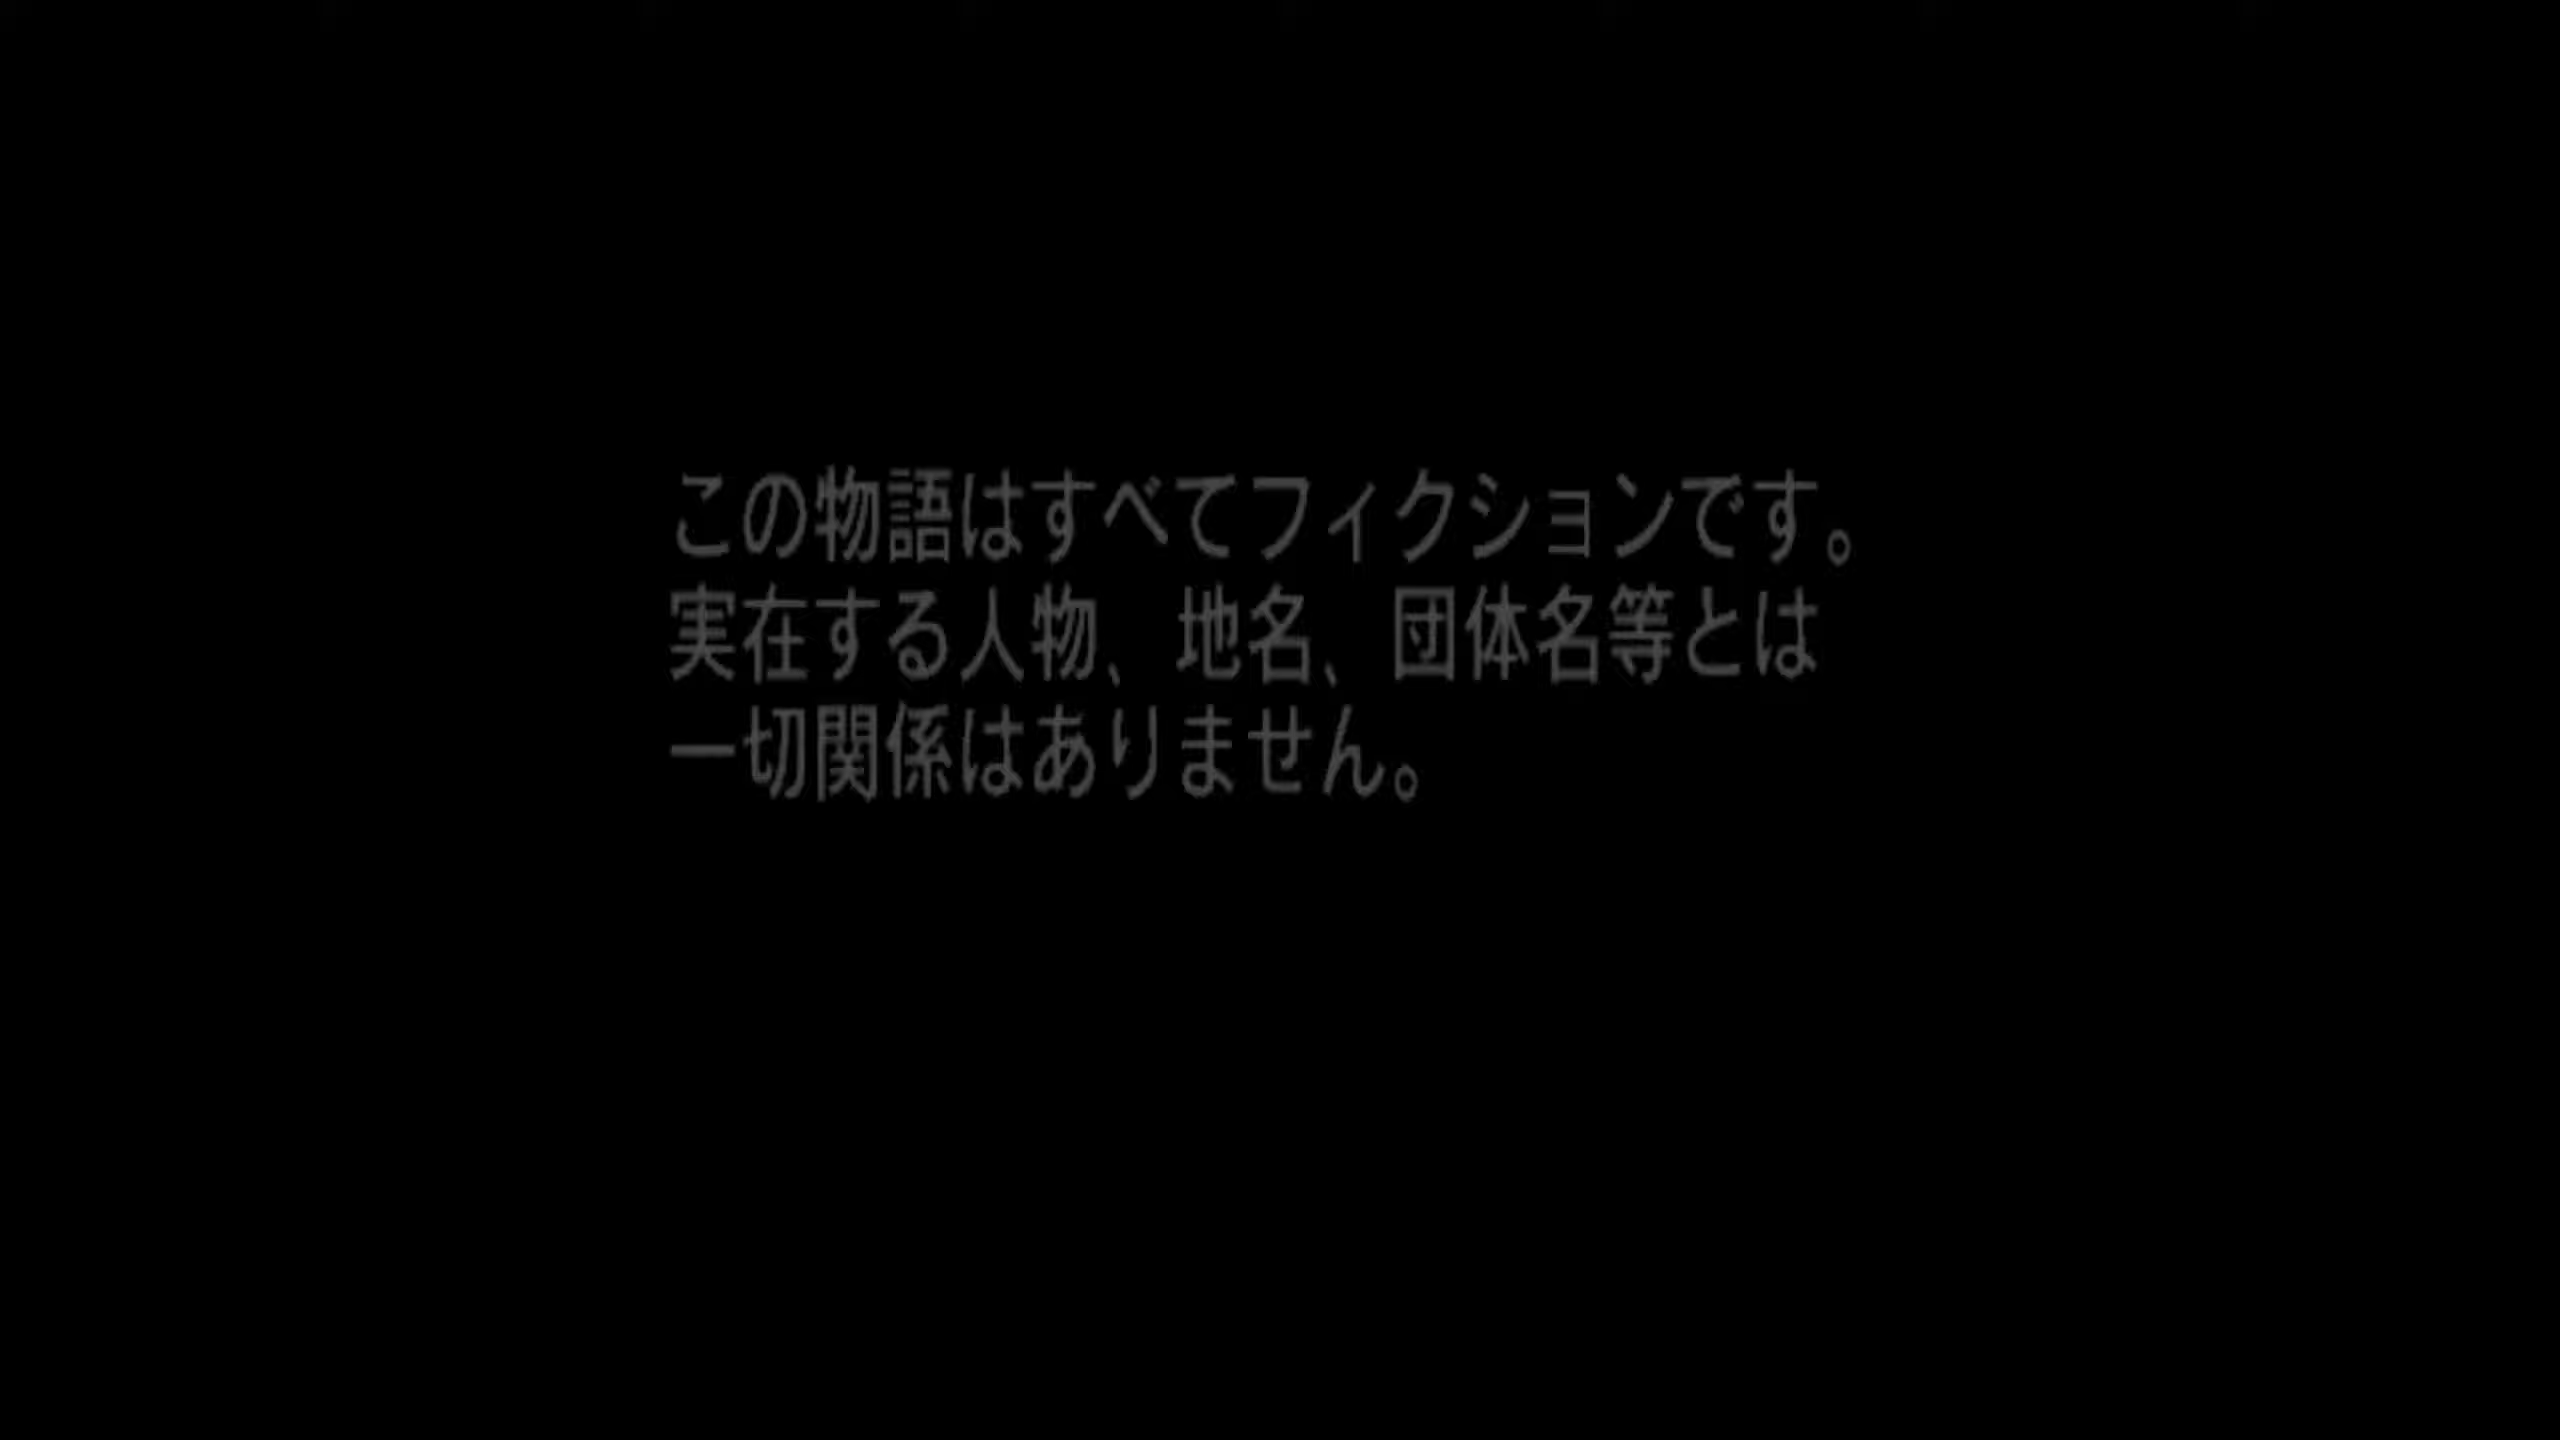 この物語はすべてフィクションです。
実在する人物、地名、団体名等とは
一切関係はありません。